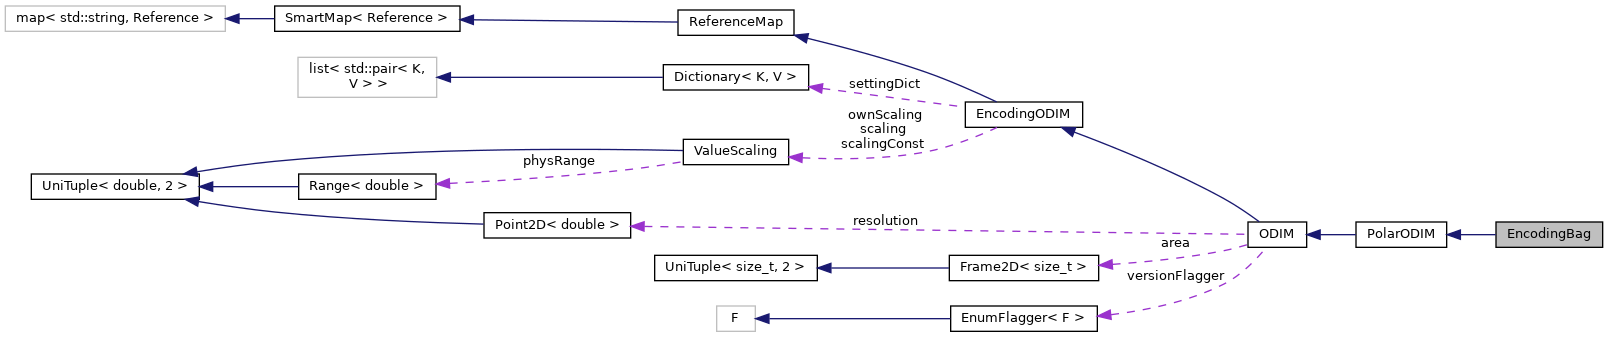 map< std::string, Reference >
SmartMap< Reference >
ReferenceMap
list< std::pair< K,
V > >
Dictionary< K, V >
settingDict
EncodingODIM
ownScaling
scaling
scalingConst
ValueScaling
physRange
UniTuple< double, 2 >
Range< double >
Point2D< double >
resolution
ODIM
PolarODIM
EncodingBag
area
UniTuple< size_t, 2 >
Frame2D< size_t >
versionFlagger
F
EnumFlagger< F >